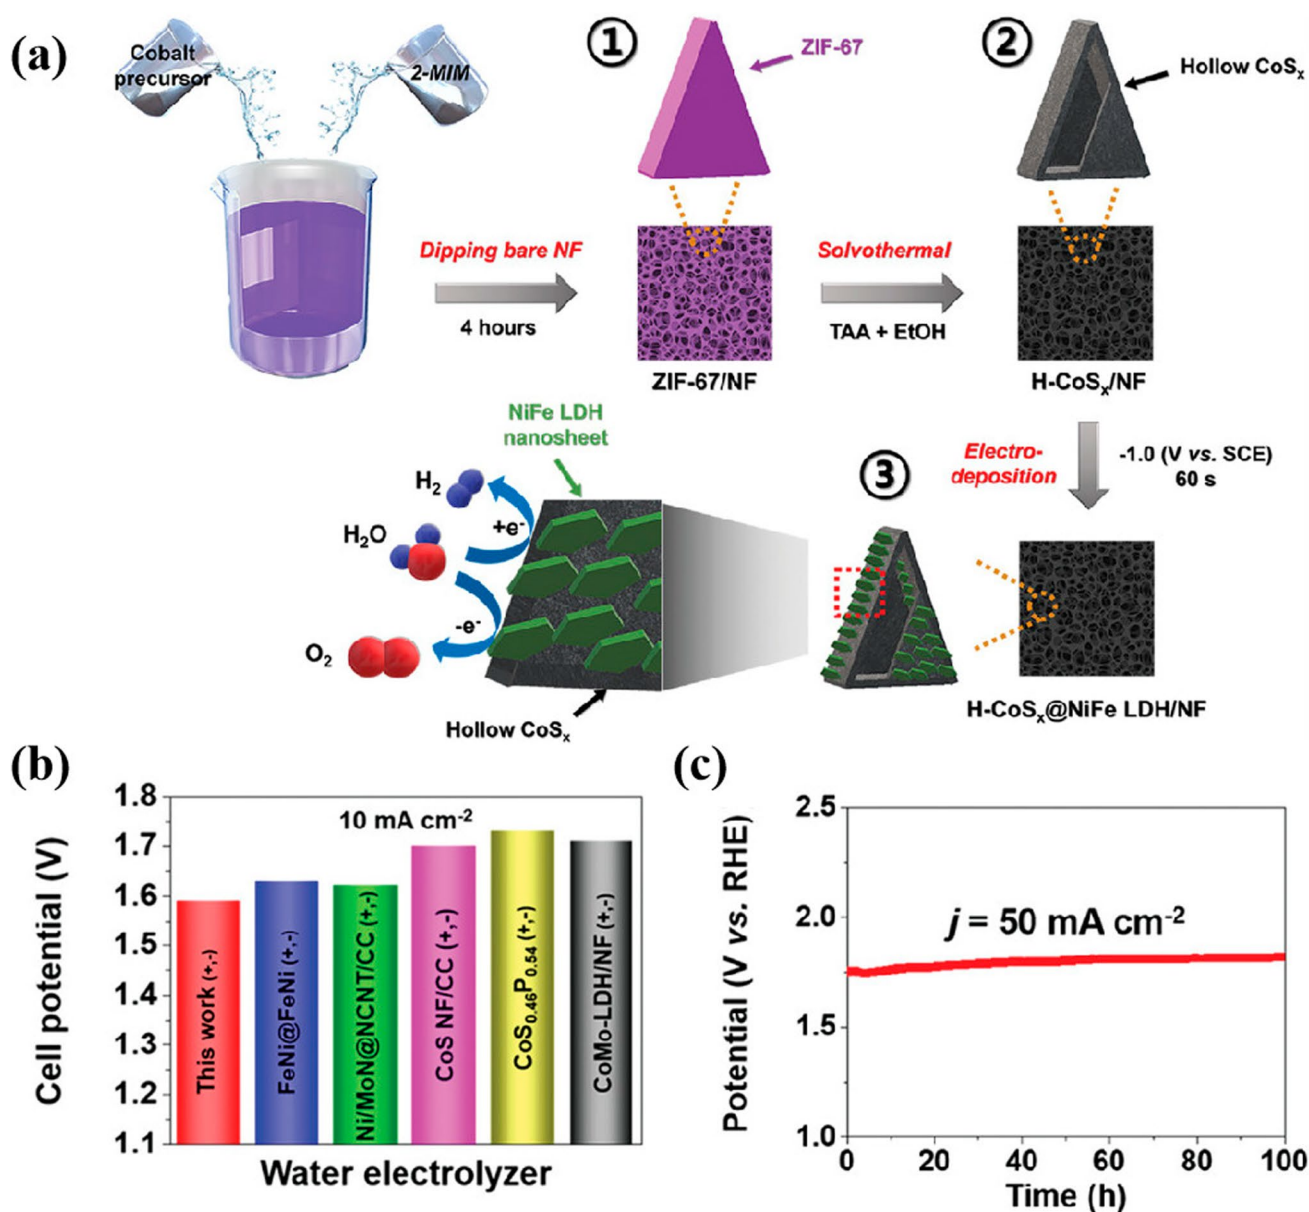 (a)
Cobalt
precursor
2-MIM
①
ZIF-67
②
Hollow CoSₓ
Dipping bare NF
4 hours
Solvothermal
TAA + EtOH
ZIF-67/NF
H-CoSₓ/NF
NiFe LDH
nanosheet
H₂
+e⁻
H₂O
-e⁻
O₂
Hollow CoSₓ
③
Electro-
deposition
-1.0 (V vs. SCE)
60 s
H-CoSₓ@NiFe LDH/NF
(b)
Cell potential (V)
1.8
1.7
1.6
1.5
1.4
1.3
1.2
1.1
10 mA cm⁻²
This work (+,-)
FeNi@FeNi (+,-)
Ni/MoN@NCNT/CC (+,-)
CoS NF/CC (+,-)
CoS₀.₄₆P₀.₅₄ (+,-)
CoMo-LDH/NF (+,-)
Water electrolyzer
(c)
Potential (V vs. RHE)
2.5
2.0
1.5
1.0
j = 50 mA cm⁻²
0 20 40 60 80 100
Time (h)